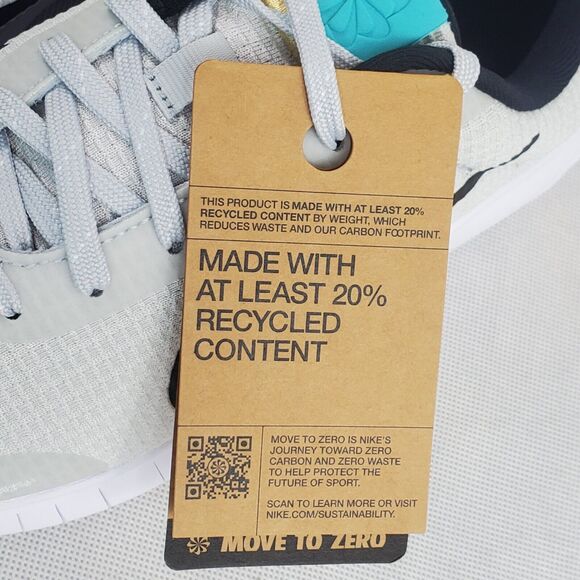 THIS PRODUCT IS MADE WITH AT LEAST 20%
RECYCLED CONTENT BY WEIGHT, WHICH
REDUCES WASTE AND OUR CARBON FOOTPRINT.
MADE WITH
AT LEAST 20%
RECYCLED
CONTENT
MOVE TO ZERO IS NIKE'S
JOURNEY TOWARD ZERO
CARBON AND ZERO WASTE
TO HELP PROTECT THE
FUTURE OF SPORT.
SCAN TO LEARN MORE OR VISIT
NIKE.COM/SUSTAINABILITY.
MOVE TO ZERO